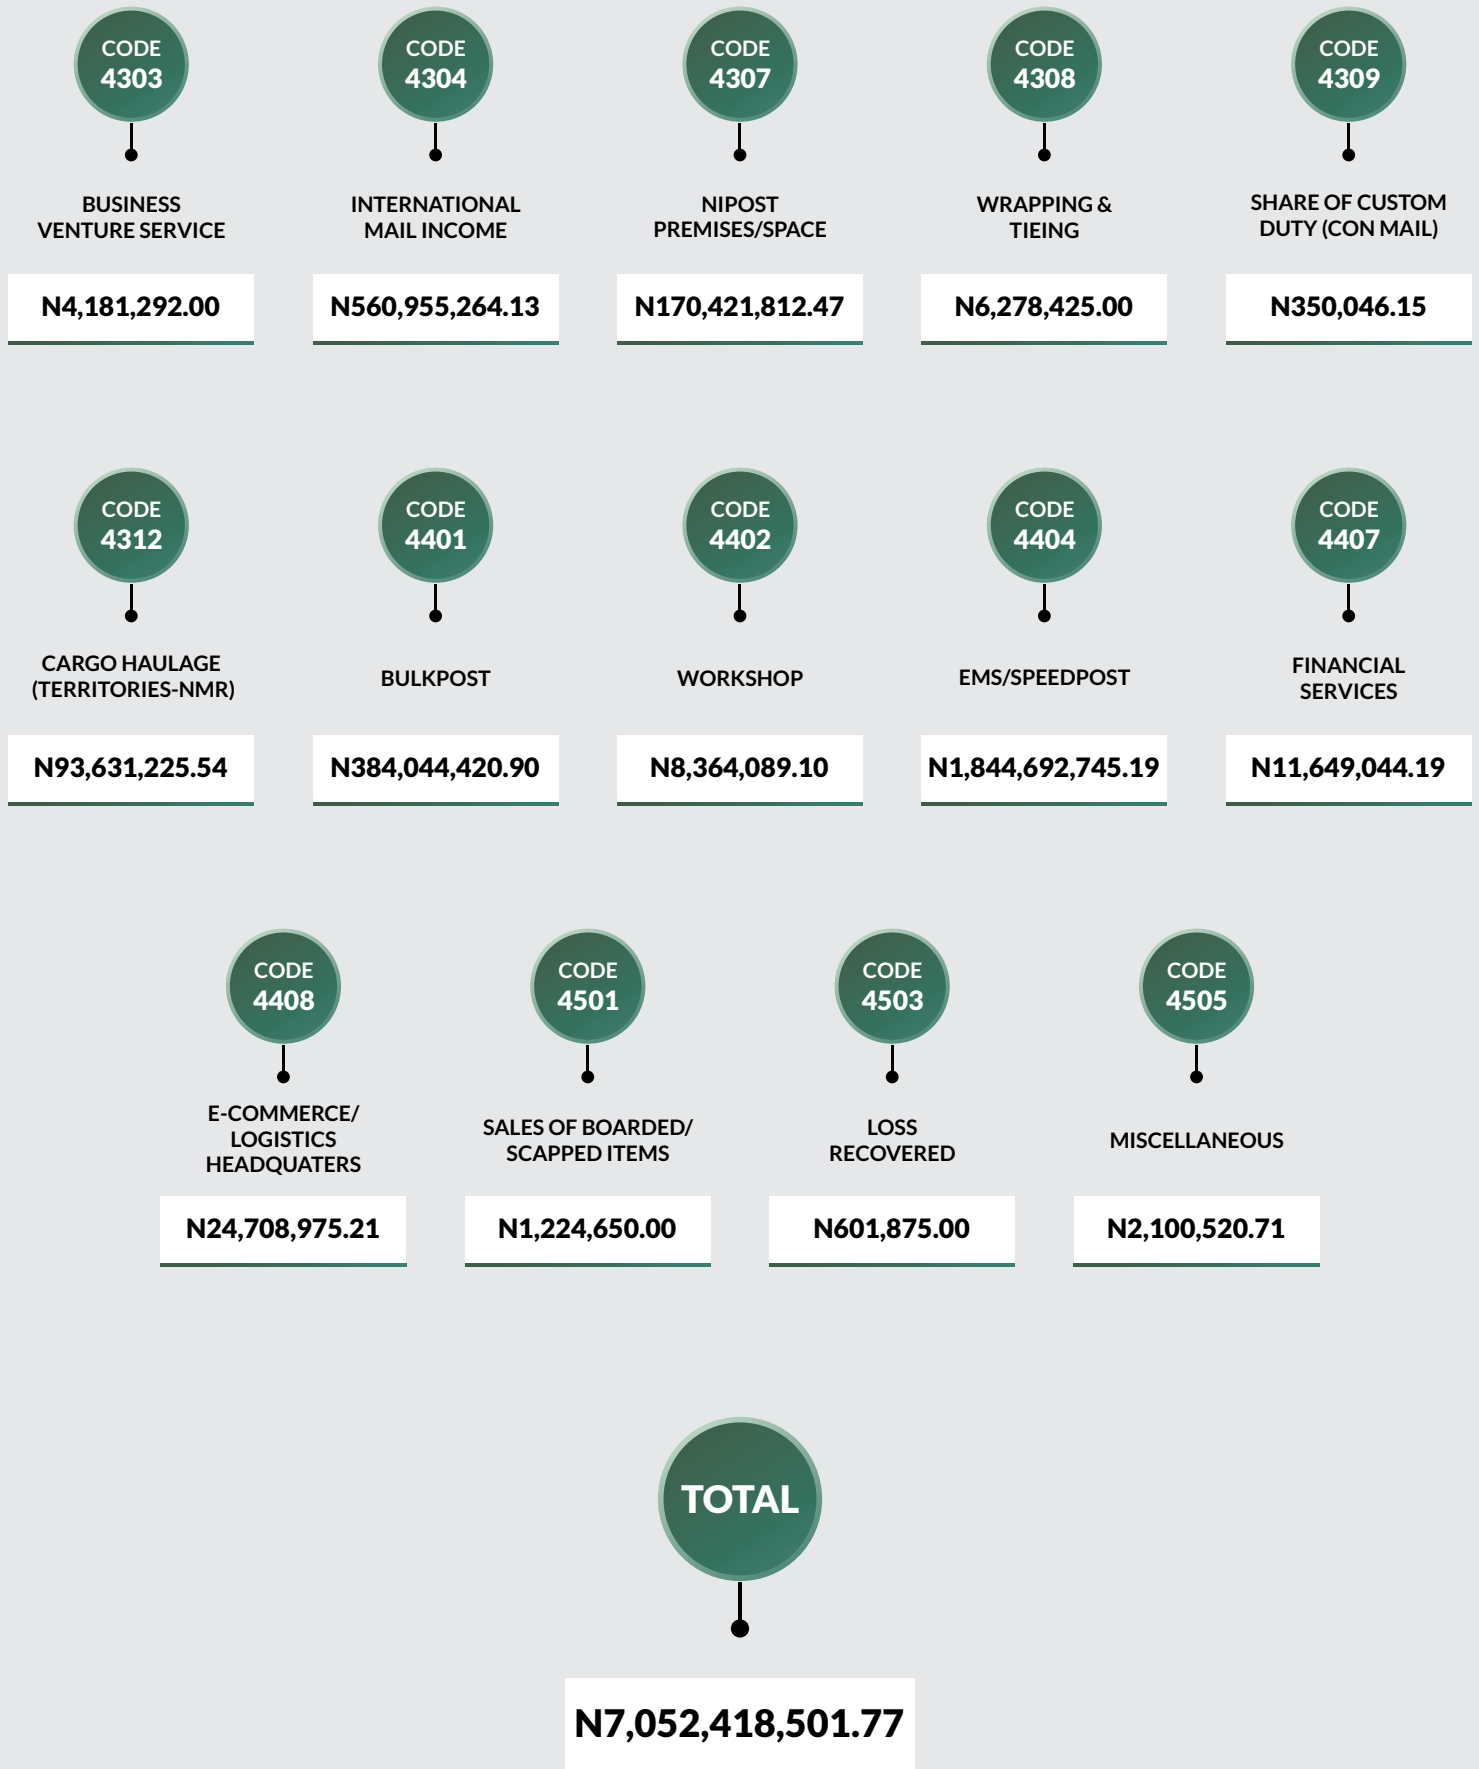 CODE
4303
CODE
4304
CODE
4307
CODE
4308
CODE
4309
BUSINESS
VENTURE SERVICE
INTERNATIONAL
MAIL INCOME
NIPOST
PREMISES/SPACE
WRAPPING &
TIEING
SHARE OF CUSTOM
DUTY (CON MAIL)
N4,181,292.00
N560,955,264.13
N170,421,812.47
N6,278,425.00
N350,046.15
CODE
4312
CODE
4401
CODE
4402
CODE
4404
CODE
4407
CARGO HAULAGE
(TERRITORIES-NMR)
BULKPOST
WORKSHOP
EMS/SPEEDPOST
FINANCIAL
SERVICES
N93,631,225.54
N384,044,420.90
N8,364,089.10
N1,844,692,745.19
N11,649,044.19
CODE
4408
CODE
4501
CODE
4503
CODE
4505
E-COMMERCE/
LOGISTICS
HEADQUATERS
SALES OF BOARDED/
SCAPPED ITEMS
LOSS
RECOVERED
MISCELLANEOUS
N24,708,975.21
N1,224,650.00
N601,875.00
N2,100,520.71
TOTAL
N7,052,418,501.77